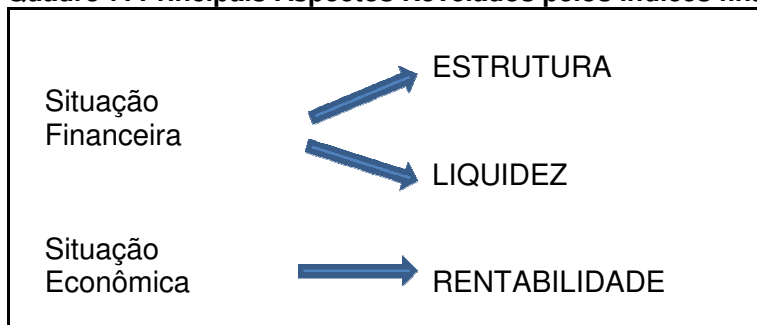 Situação
Financeira
ESTRUTURA
LIQUIDEZ
Situação
Econômica
RENTABILIDADE